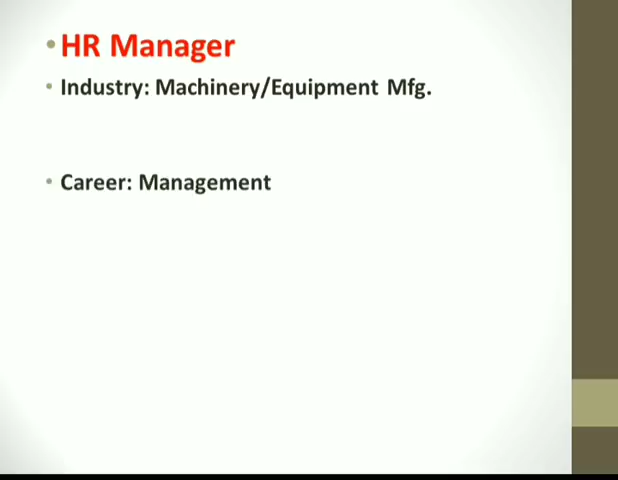 • HR Manager
• Industry: Machinery/Equipment Mfg.
• Career: Management